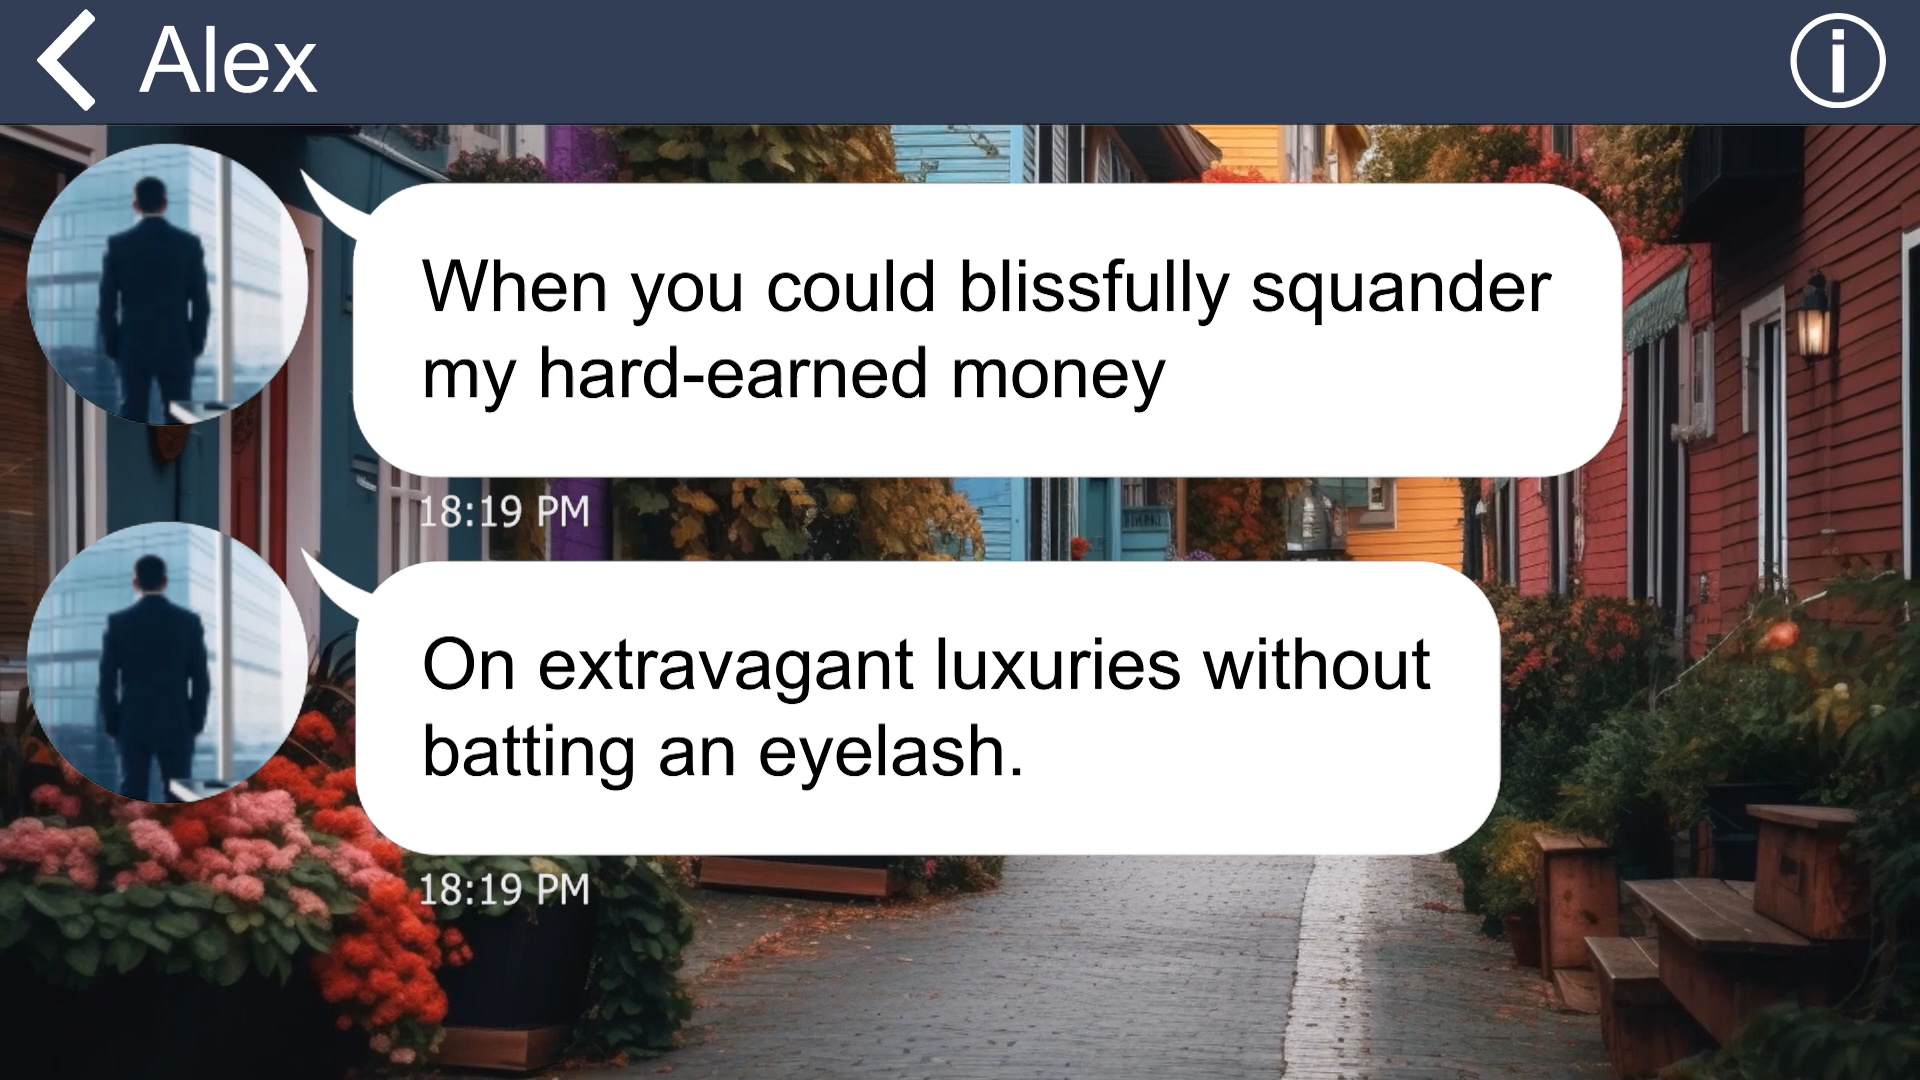 Alex
When you could blissfully squander
my hard-earned money
18:19 PM
On extravagant luxuries without
batting an eyelash.
18:19 PM